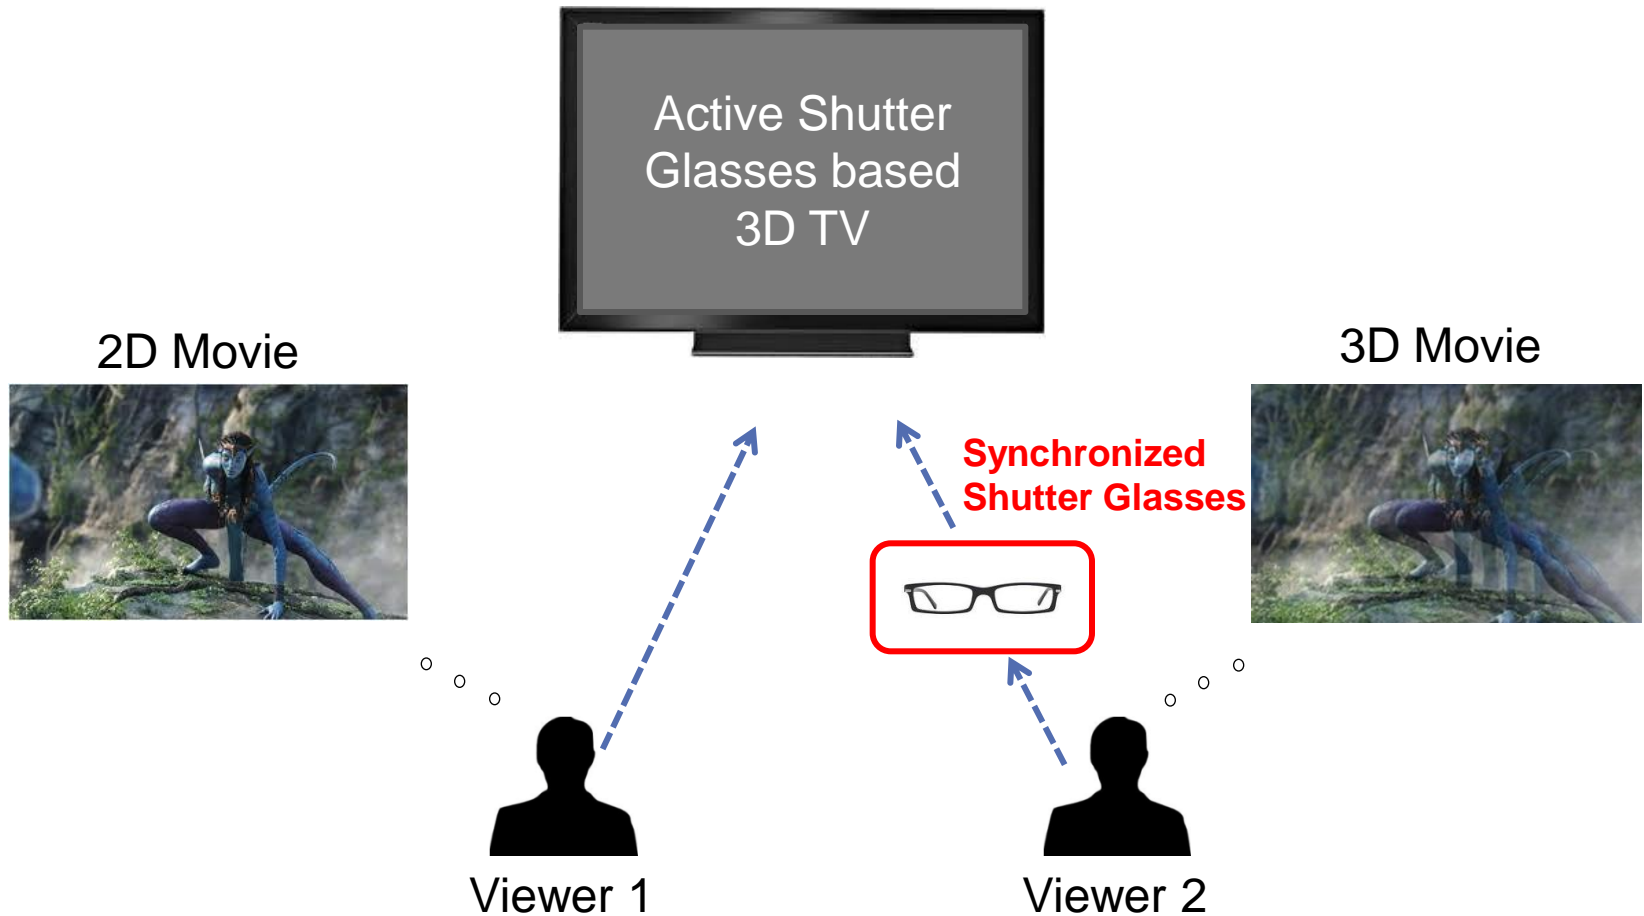 Active Shutter
Glasses based
3D TV
2D Movie
3D Movie
Synchronized
Shutter Glasses
Viewer 1
Viewer 2